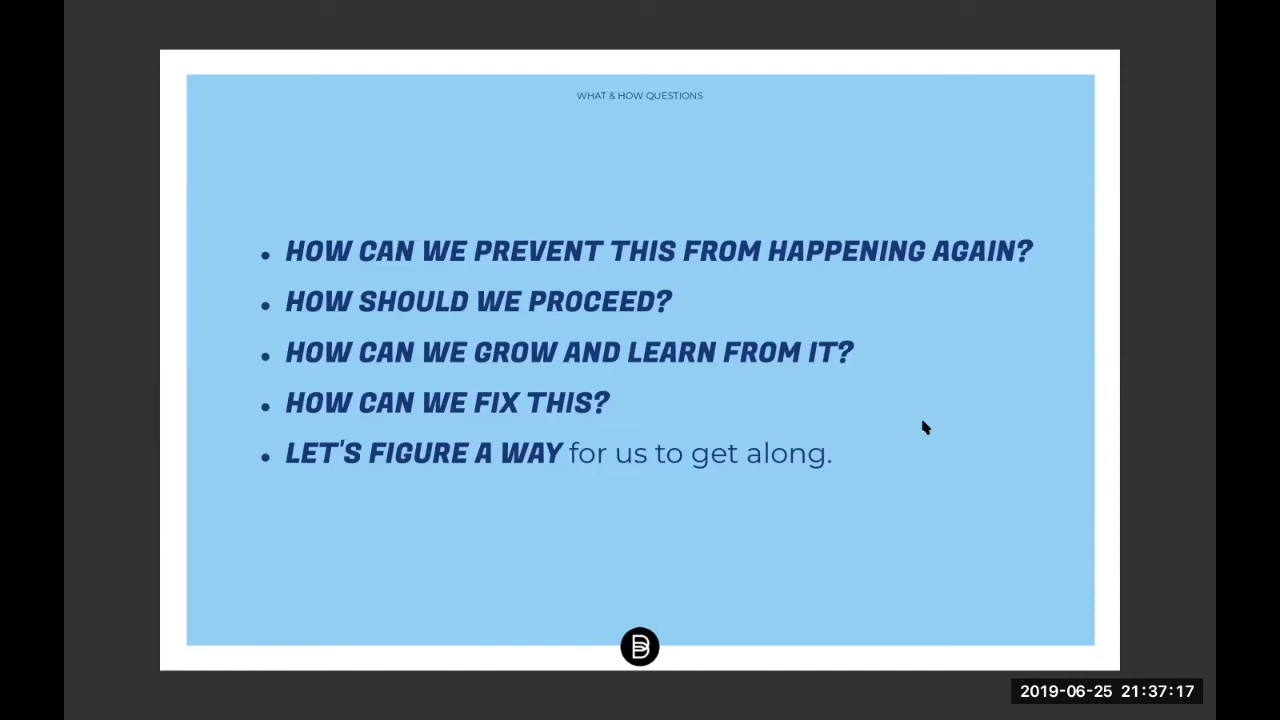 WHAT & HOW QUESTIONS
• HOW CAN WE PREVENT THIS FROM HAPPENING AGAIN?
• HOW SHOULD WE PROCEED?
• HOW CAN WE GROW AND LEARN FROM IT?
• HOW CAN WE FIX THIS?
• LET'S FIGURE A WAY for us to get along.
B
2019-06-25 21:37:17